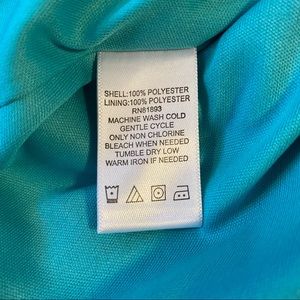 SHELL:100% POLYESTER
LINING:100% POLYESTER
RN81893
MACHINE WASH COLD
GENTLE CYCLE
ONLY NON CHLORINE
BLEACH WHEN NEEDED
TUMBLE DRY LOW
WARM IRON IF NEEDED